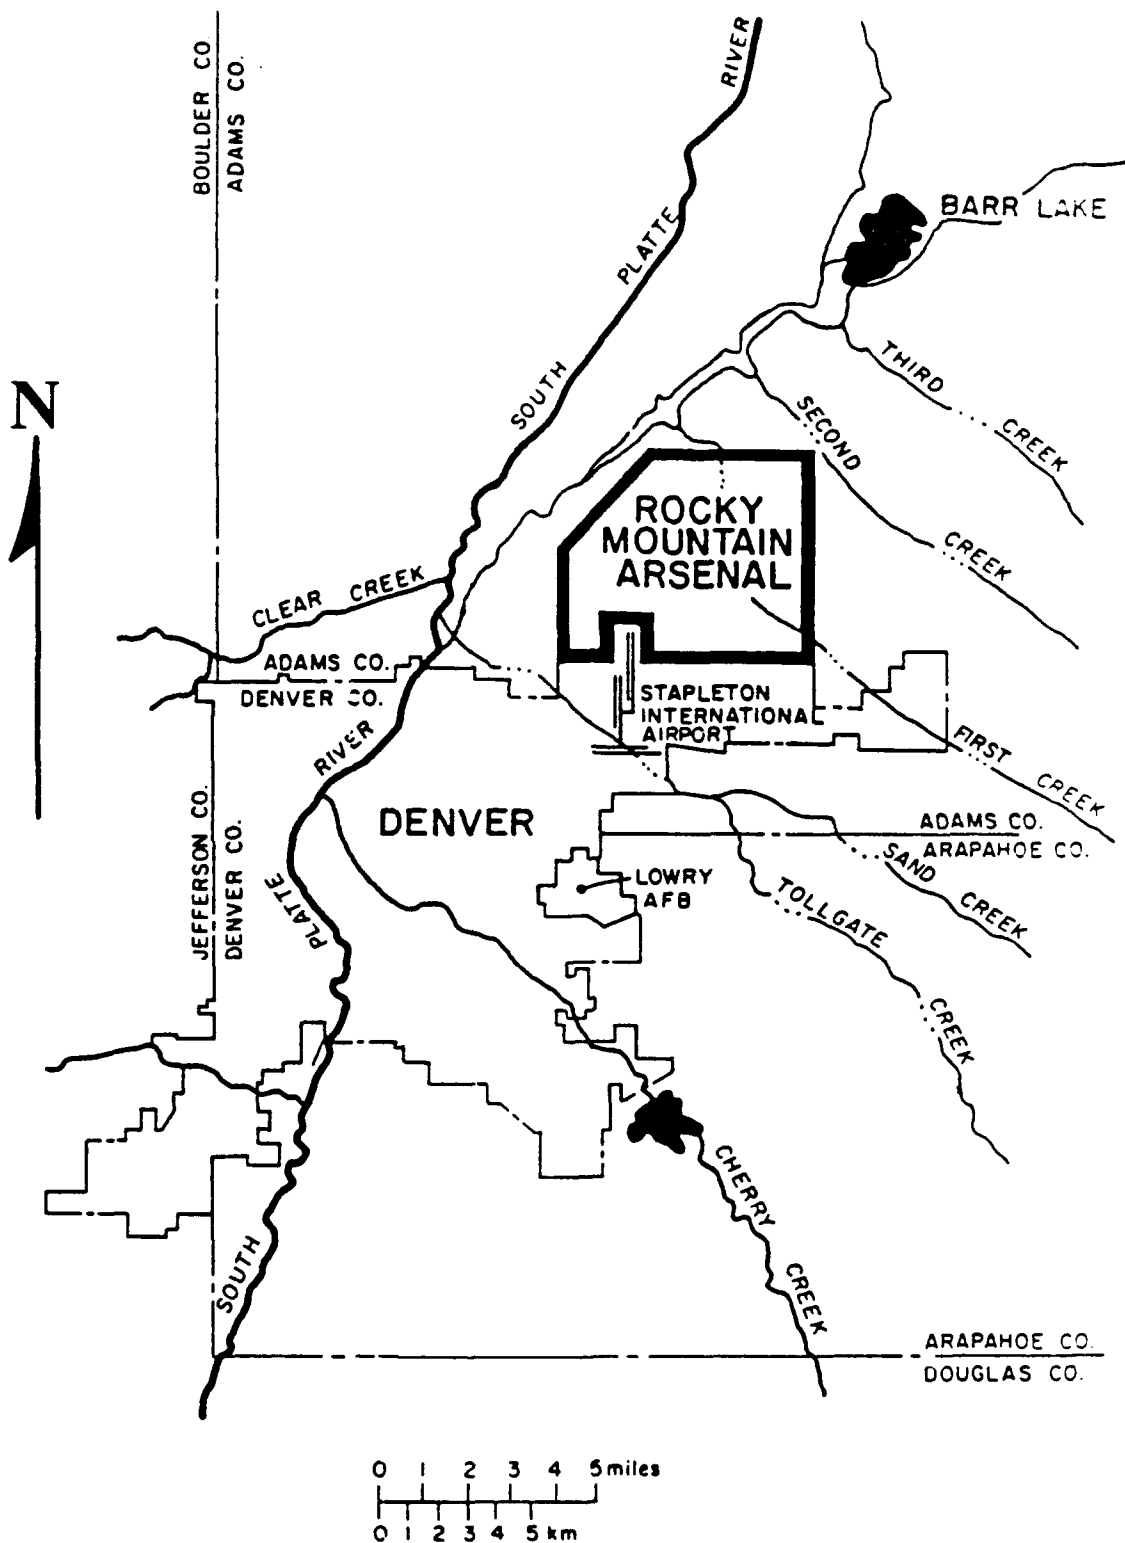 BOULDER CO
ADAMS CO.
RIVER
PLATTE
SOUTH
BARR LAKE
N
THIRD
CREEK
SECOND
CREEK
ROCKY
MOUNTAIN
ARSENAL
CLEAR CREEK
ADAMS CO.
DENVER CO.
STAPLETON
INTERNATIONAL
AIRPORT
FIRST
CREEK
RIVER
PLATTE
SOUTH
DENVER
JEFFERSON CO.
DENVER CO.
ADAMS CO.
ARAPAHOE CO.
LOWRY
AFB
SAND
CREEK
TOLLGATE
CREEK
CHERRY
CREEK
ARAPAHOE CO.
DOUGLAS CO.
0 1 2 3 4 5 miles
0 1 2 3 4 5 km